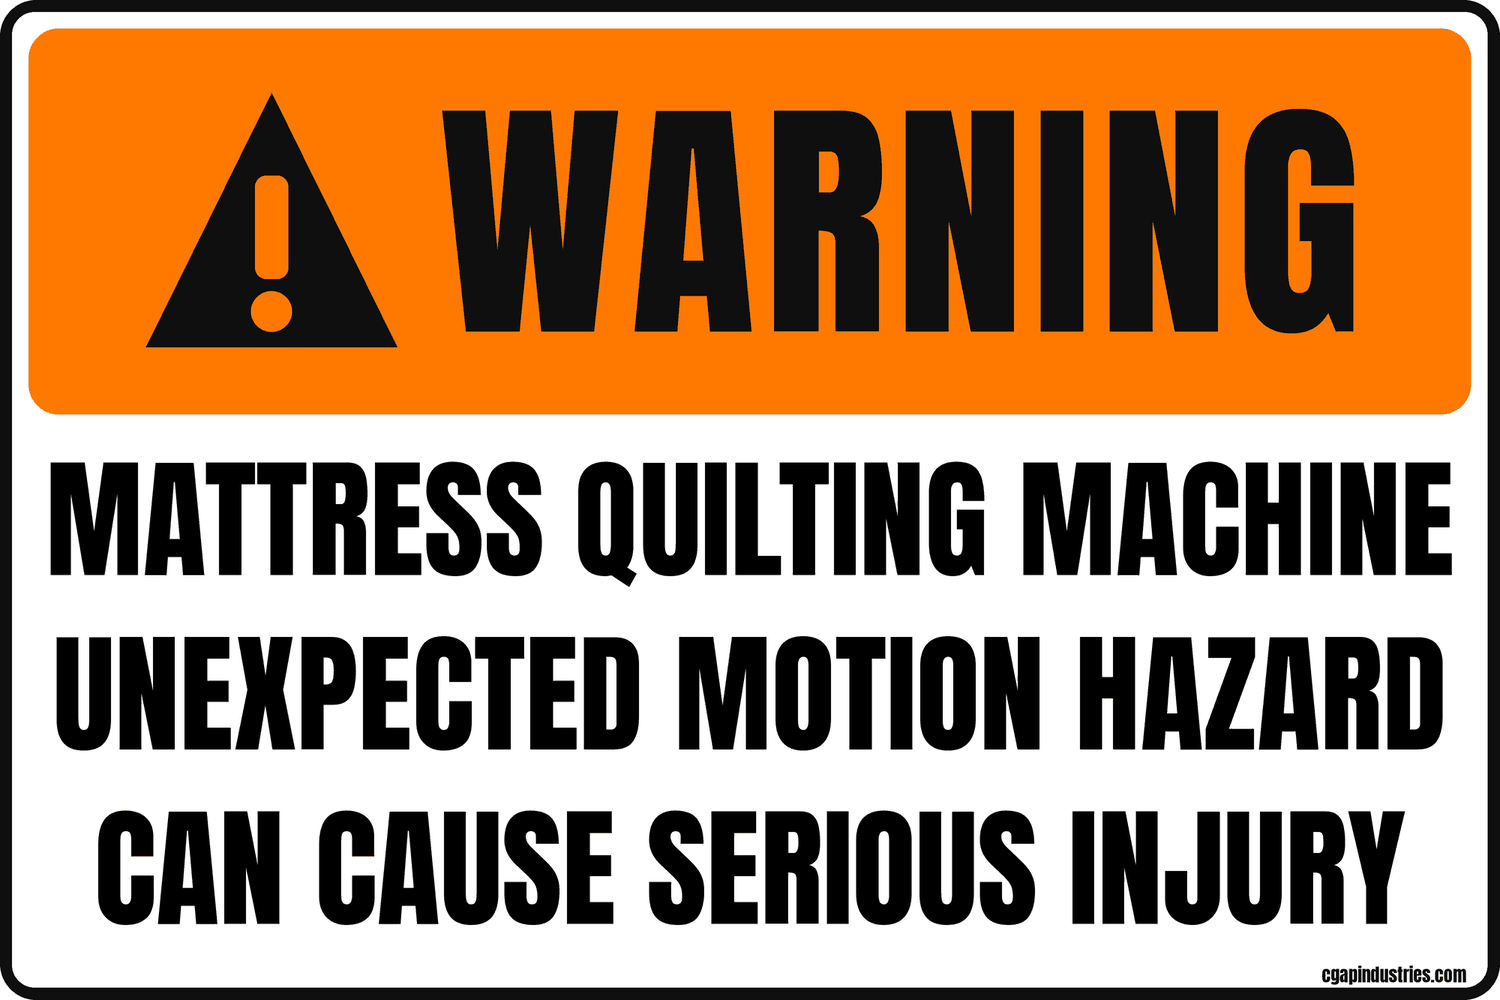 WARNING
MATTRESS QUILTING MACHINE
UNEXPECTED MOTION HAZARD
CAN CAUSE SERIOUS INJURY
cgapindustries.com